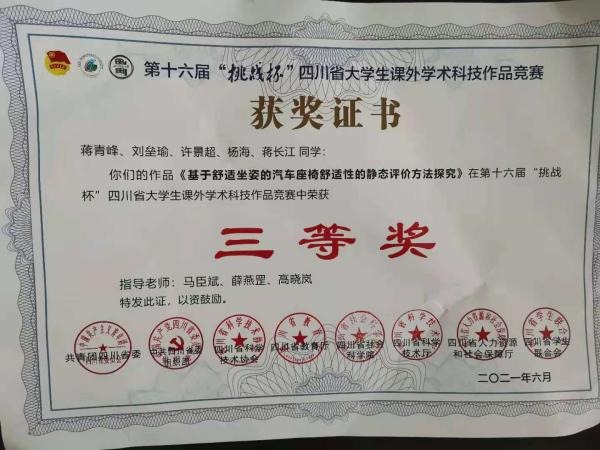 第十六届“挑战杯”四川省大学生课外学术科技作品竞赛
获奖证书
蒋青峰、刘垒瑜、许景超、杨海、蒋长江 同学：
你们的作品《基于舒适坐姿的汽车座椅舒适性的静态评价方法探究》在第十六届“挑战
杯”四川省大学生课外学术科技作品竞赛中荣获
三等奖
指导老师：马臣斌、薛燕罡、高晓岚
特发此证，以资鼓励。
共青团四川省委 中共四川省委 四川省科学 四川省教育厅 四川省社会 四川省科学 四川省人力资源 四川省学生
组织部 技术协会 科学院 技术厅 和社会保障厅 联合会
二〇二一年六月